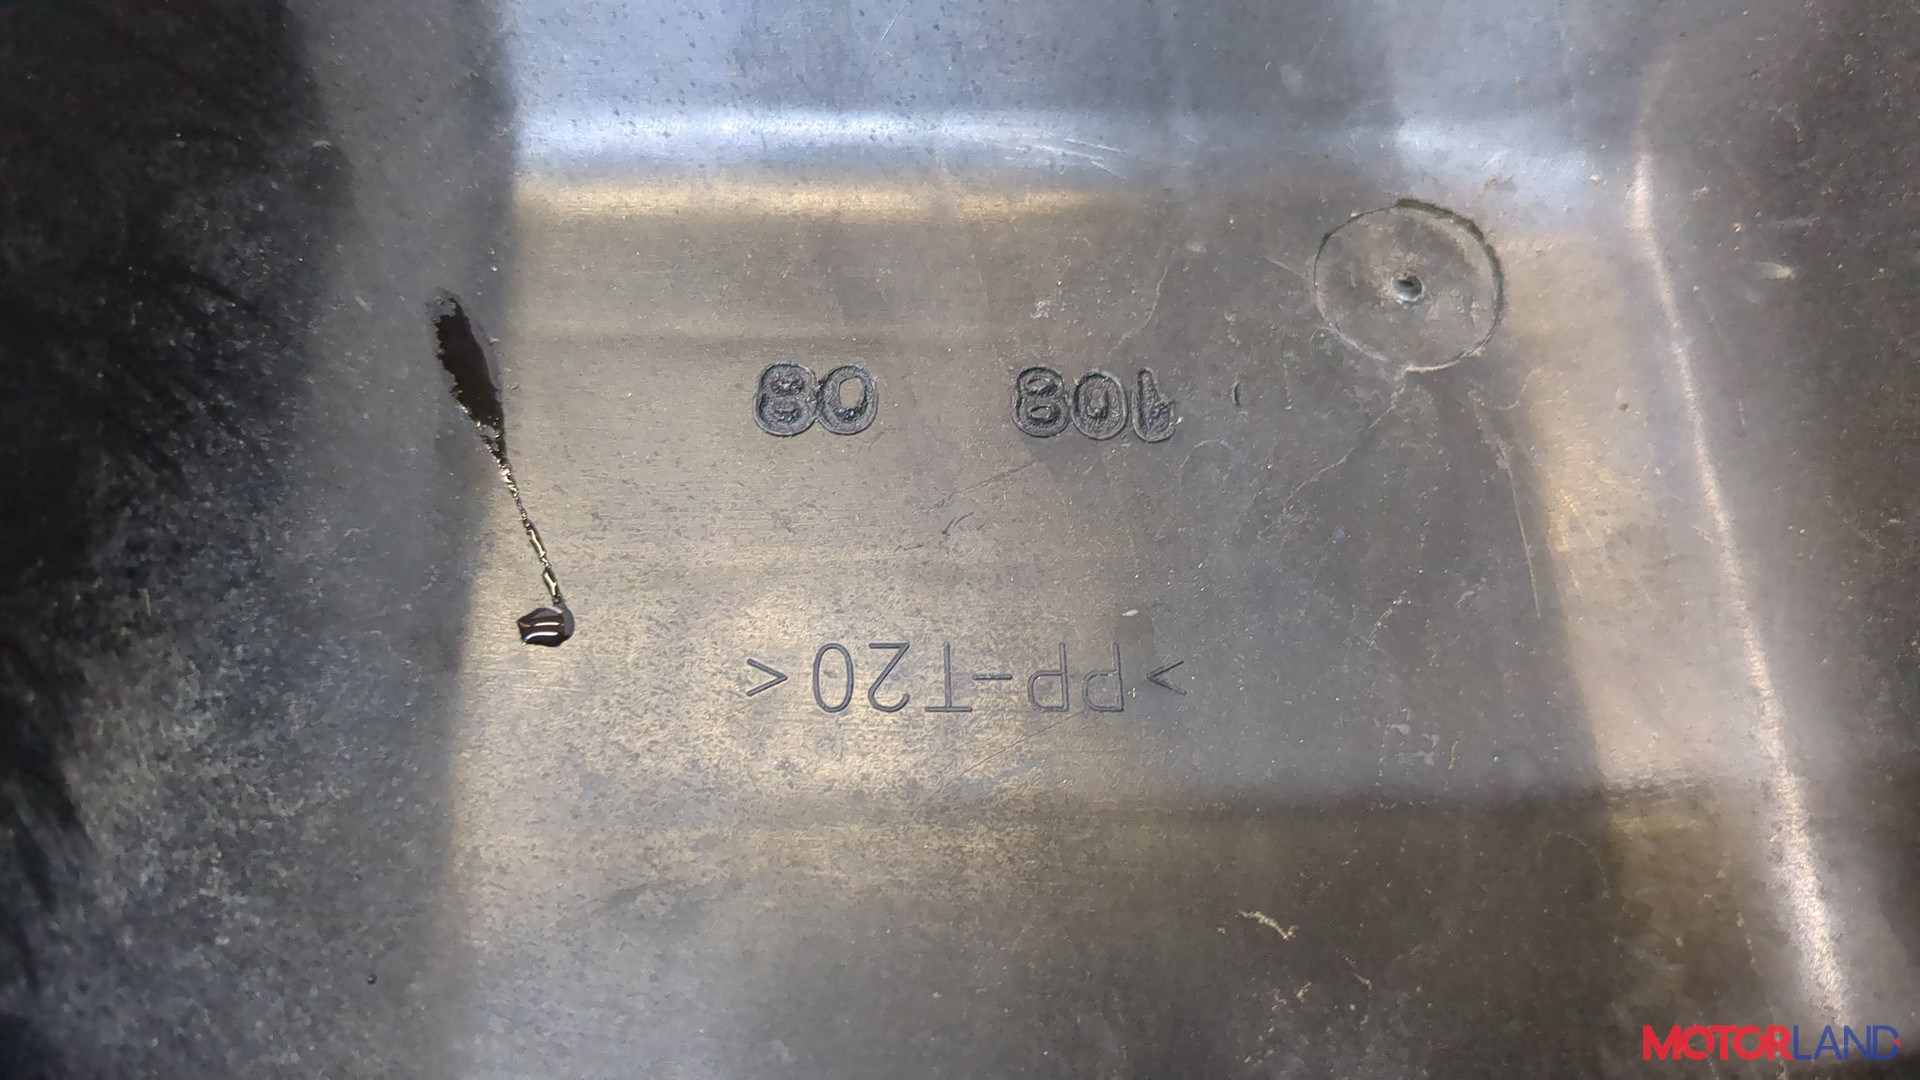 >PP-T20<
108 08
MOTORLAND